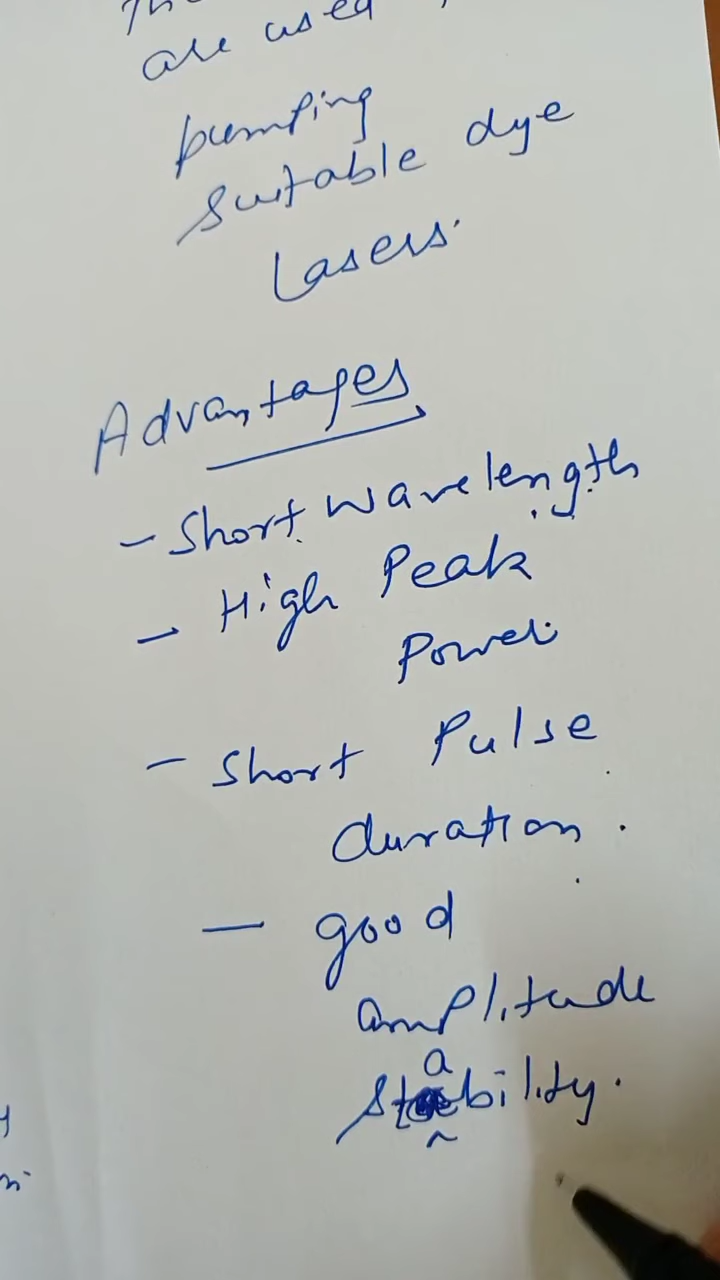 are used
pumping
suitable dye
Lasers.
Advantages
- Short wavelength
- High Peak
Power
- Short Pulse
duration.
- good
amplitude
stability.